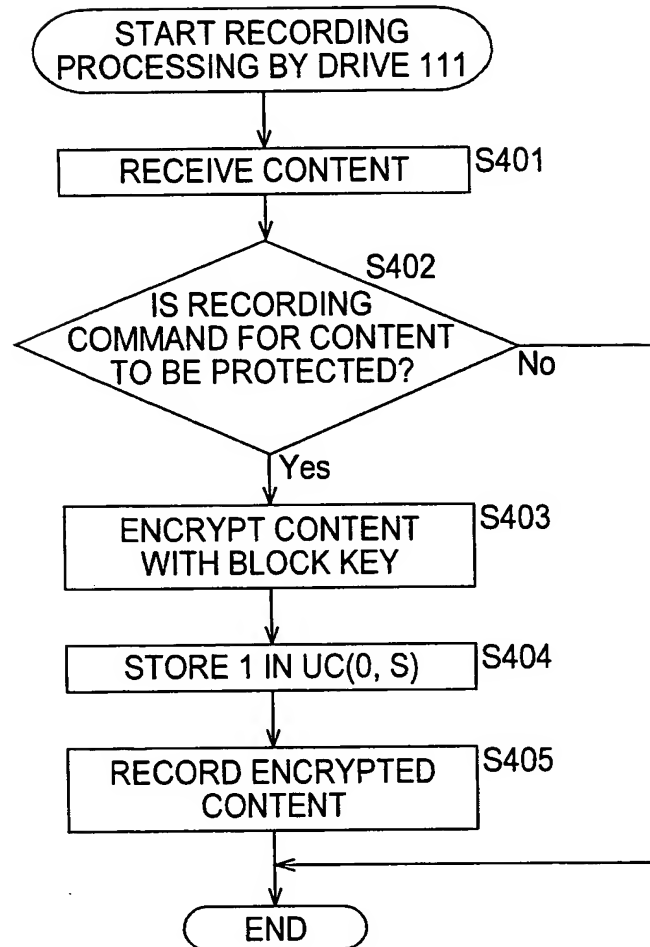 START RECORDING
PROCESSING BY DRIVE 111
RECEIVE CONTENT
S401
S402
IS RECORDING
COMMAND FOR CONTENT
TO BE PROTECTED?
No
Yes
ENCRYPT CONTENT
WITH BLOCK KEY
S403
STORE 1 IN UC(0, S)
S404
RECORD ENCRYPTED
CONTENT
S405
END